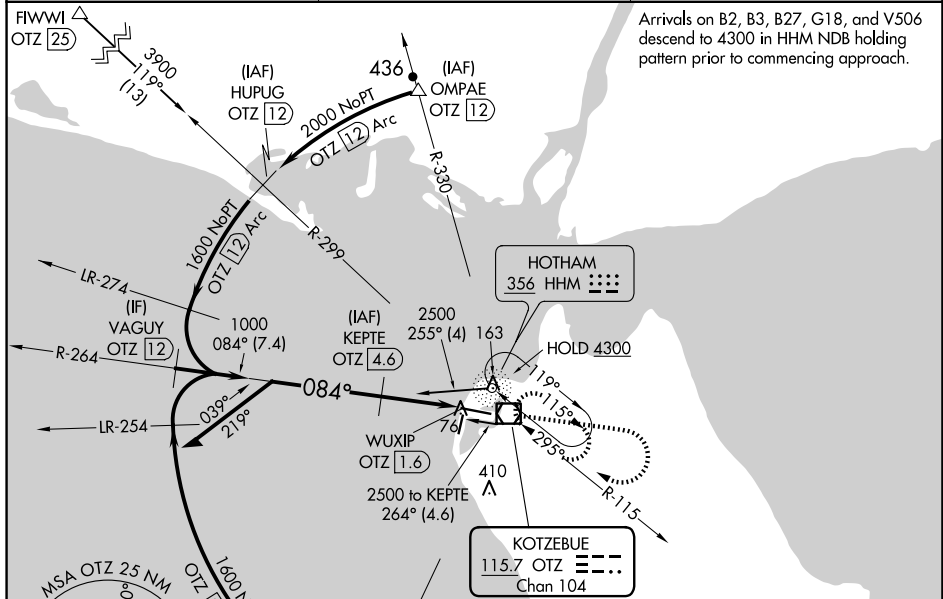 FIWWI
OTZ 25
3900
119°
(13)
(IAF)
HUPUG
OTZ 12
436
(IAF)
OMPAE
OTZ 12
2000 NoPT
OTZ 12 Arc
Arrivals on B2, B3, B27, G18, and V506
descend to 4300 in HHM NDB holding
pattern prior to commencing approach.
R-330
R-299
1600 NoPT
OTZ 12 Arc
LR-274
(IF)
VAGUY
OTZ 12
R-264
1000
084° (7.4)
(IAF)
KEPTE
OTZ 4.6
2500
255° (4)
163
HOTHAM
356 HHM
HOLD 4300
084°
119°
115°
295°
039°
219°
LR-254
76
WUXIP
OTZ 1.6
2500 to KEPTE
264° (4.6)
410
R-115
KOTZEBUE
115.7 OTZ
Chan 104
MSA OTZ 25 NM
1600
OTZ